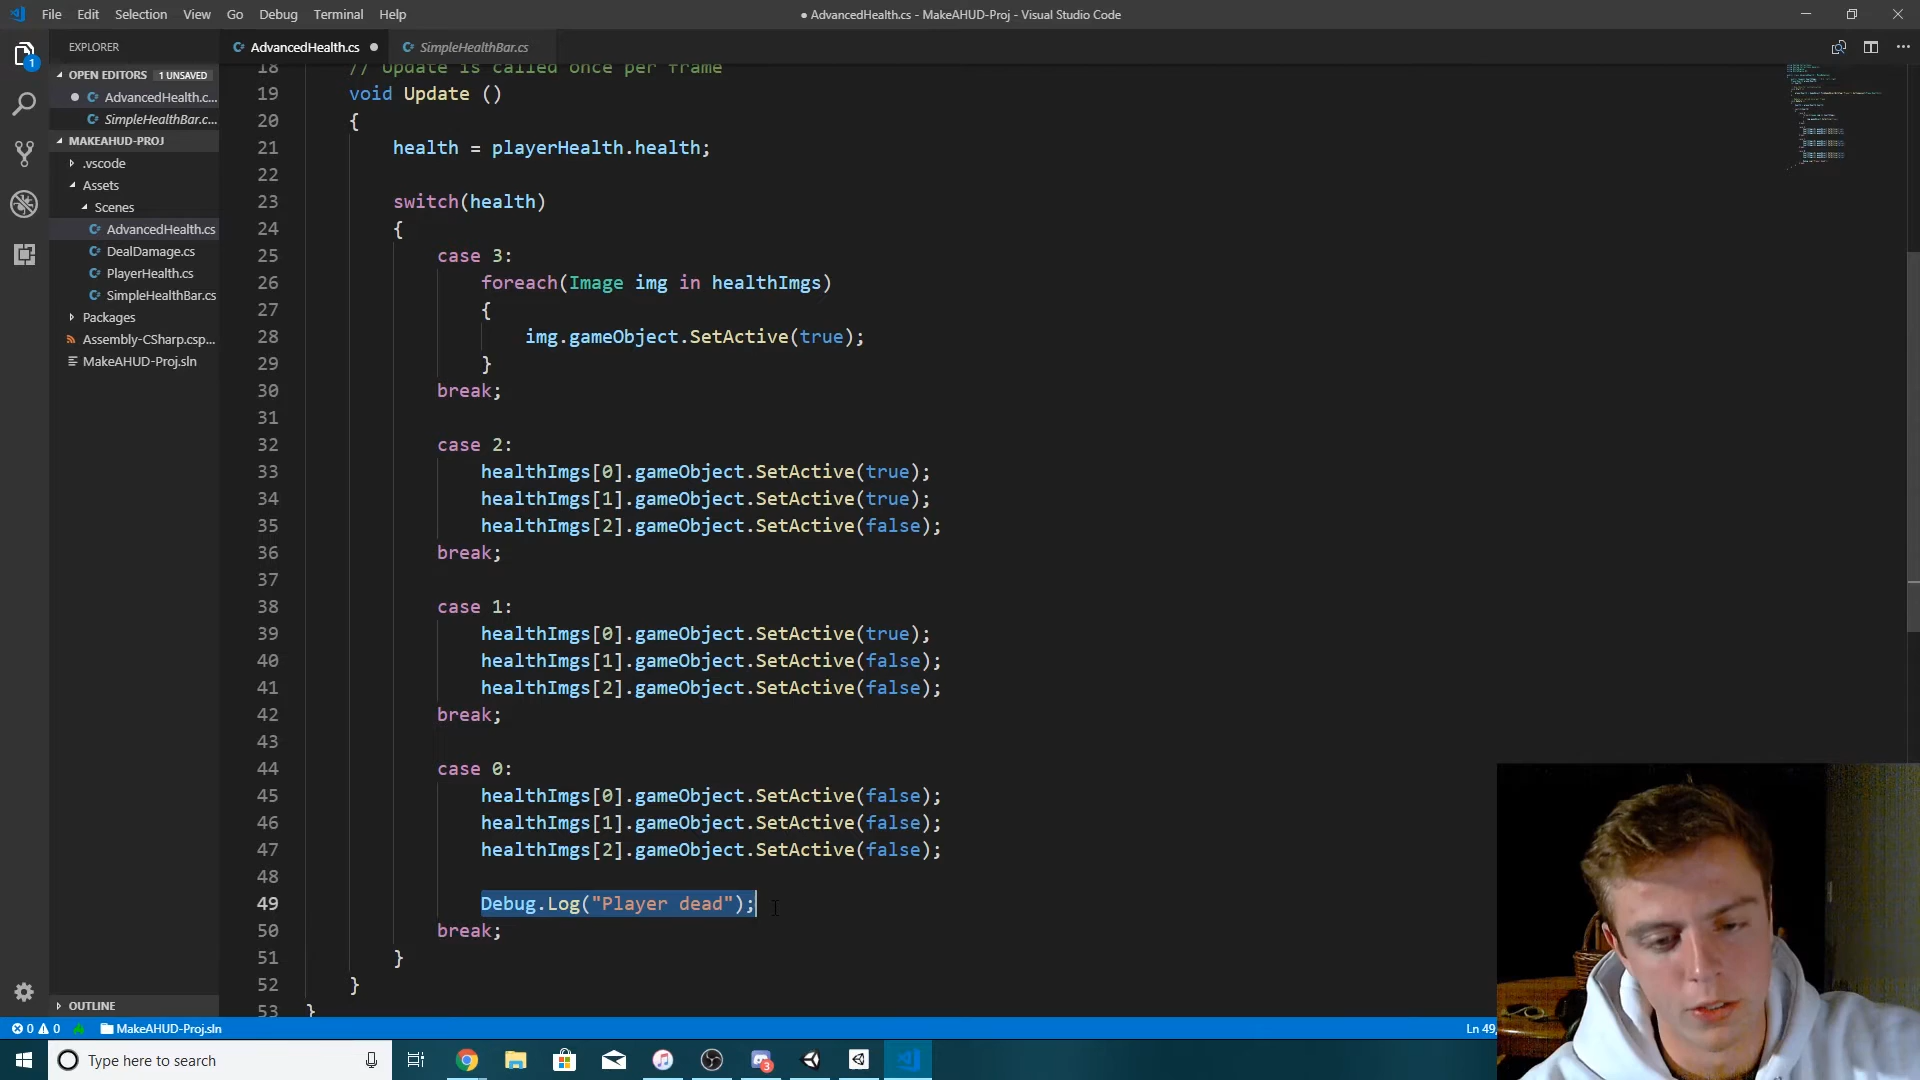 File Edit Selection View Go Debug Terminal Help
● AdvancedHealth.cs - MakeAHUD-Proj - Visual Studio Code
EXPLORER
AdvancedHealth.cs
SimpleHealthBar.cs
OPEN EDITORS 1 UNSAVED
AdvancedHealth.c...
SimpleHealthBar.c...
MAKEAHUD-PROJ
.vscode
Assets
Scenes
AdvancedHealth.cs
DealDamage.cs
PlayerHealth.cs
SimpleHealthBar.cs
Packages
Assembly-CSharp.csp...
MakeAHUD-Proj.sln
OUTLINE
18 // Update is called once per frame
19 void Update ()
20 {
21 health = playerHealth.health;
22
23 switch(health)
24 {
25 case 3:
26 foreach(Image img in healthImgs)
27 {
28 img.gameObject.SetActive(true);
29 }
30 break;
31
32 case 2:
33 healthImgs[0].gameObject.SetActive(true);
34 healthImgs[1].gameObject.SetActive(true);
35 healthImgs[2].gameObject.SetActive(false);
36 break;
37
38 case 1:
39 healthImgs[0].gameObject.SetActive(true);
40 healthImgs[1].gameObject.SetActive(false);
41 healthImgs[2].gameObject.SetActive(false);
42 break;
43
44 case 0:
45 healthImgs[0].gameObject.SetActive(false);
46 healthImgs[1].gameObject.SetActive(false);
47 healthImgs[2].gameObject.SetActive(false);
48
49 Debug.Log("Player dead");
50 break;
51 }
52 }
53 }
0 0 MakeAHUD-Proj.sln
Ln 49,
Type here to search